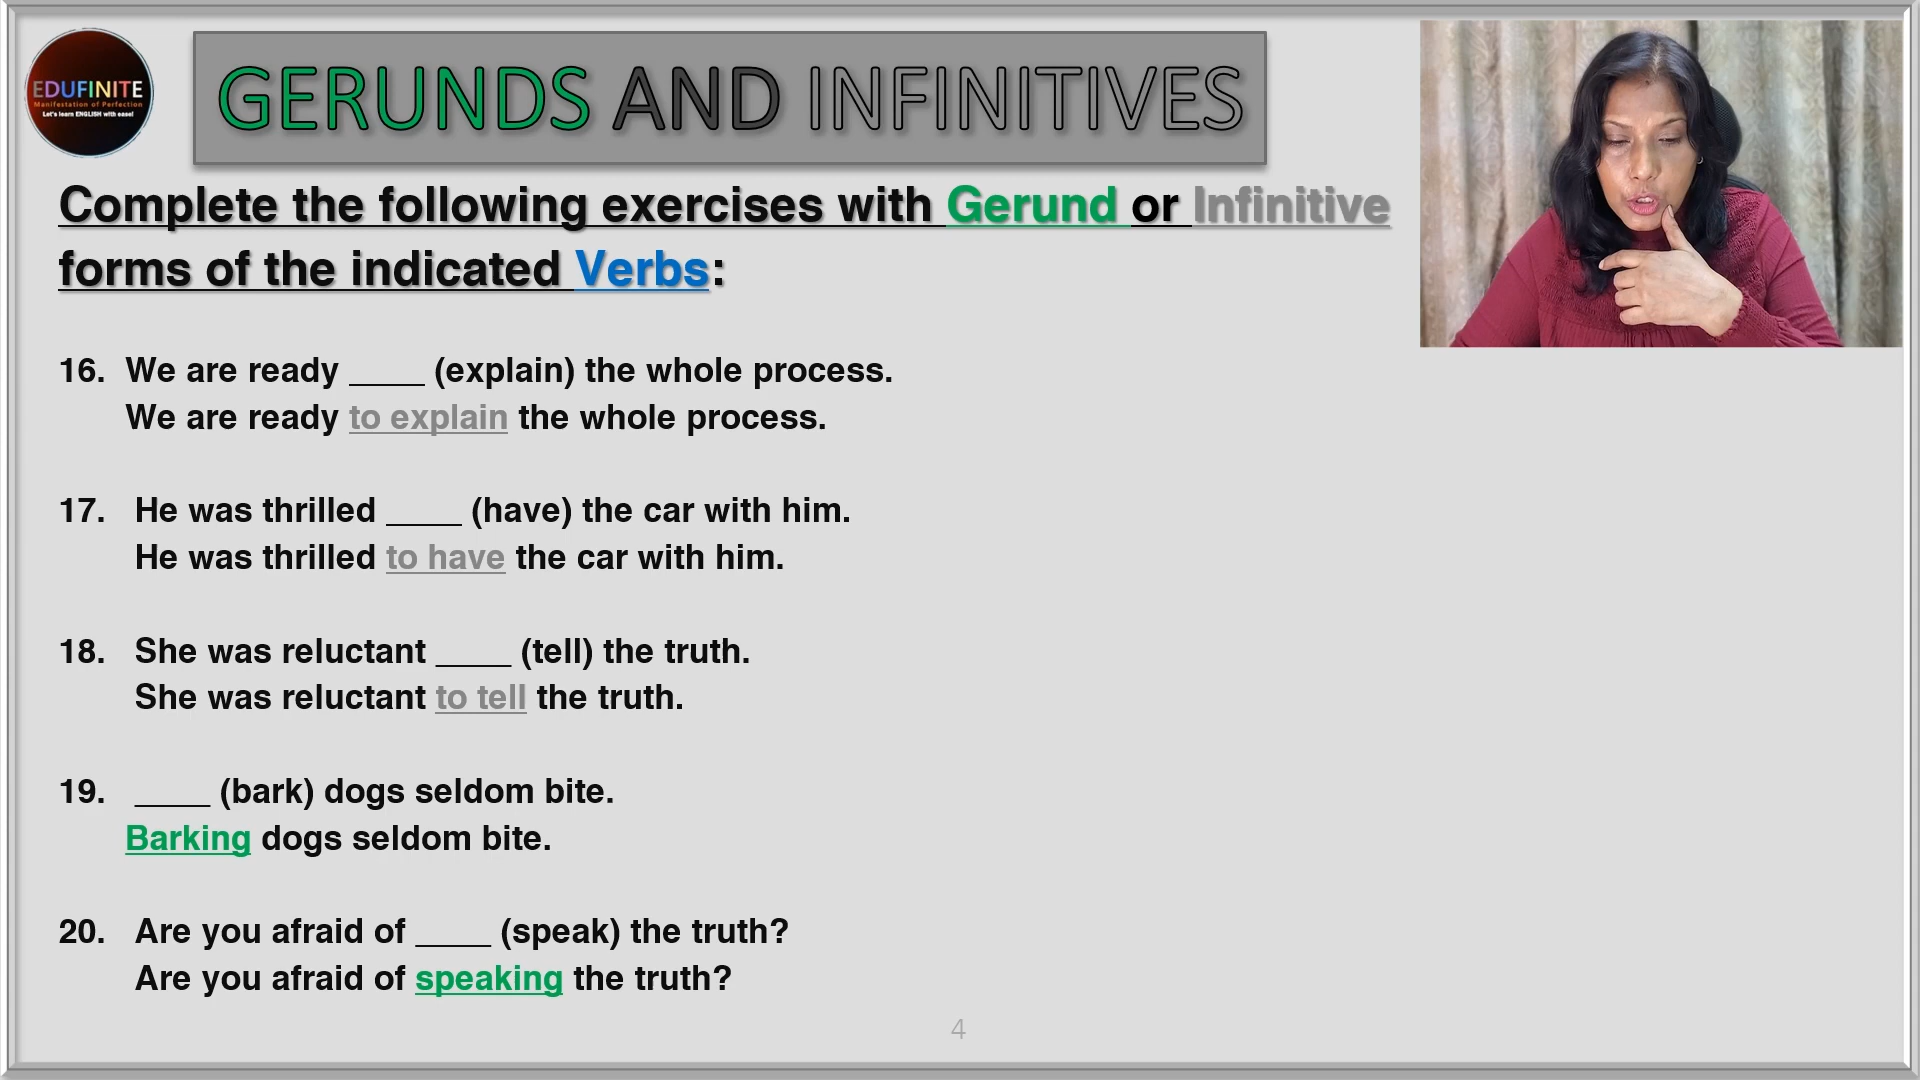 EDUFINITE
Manifestation of Perfection
Let's learn ENGLISH with ease!
GERUNDS AND INFINITIVES
Complete the following exercises with Gerund or Infinitive
forms of the indicated Verbs:
16. We are ready ____ (explain) the whole process.
We are ready to explain the whole process.
17. He was thrilled ____ (have) the car with him.
He was thrilled to have the car with him.
18. She was reluctant ____ (tell) the truth.
She was reluctant to tell the truth.
19. ____ (bark) dogs seldom bite.
Barking dogs seldom bite.
20. Are you afraid of ____ (speak) the truth?
Are you afraid of speaking the truth?
4